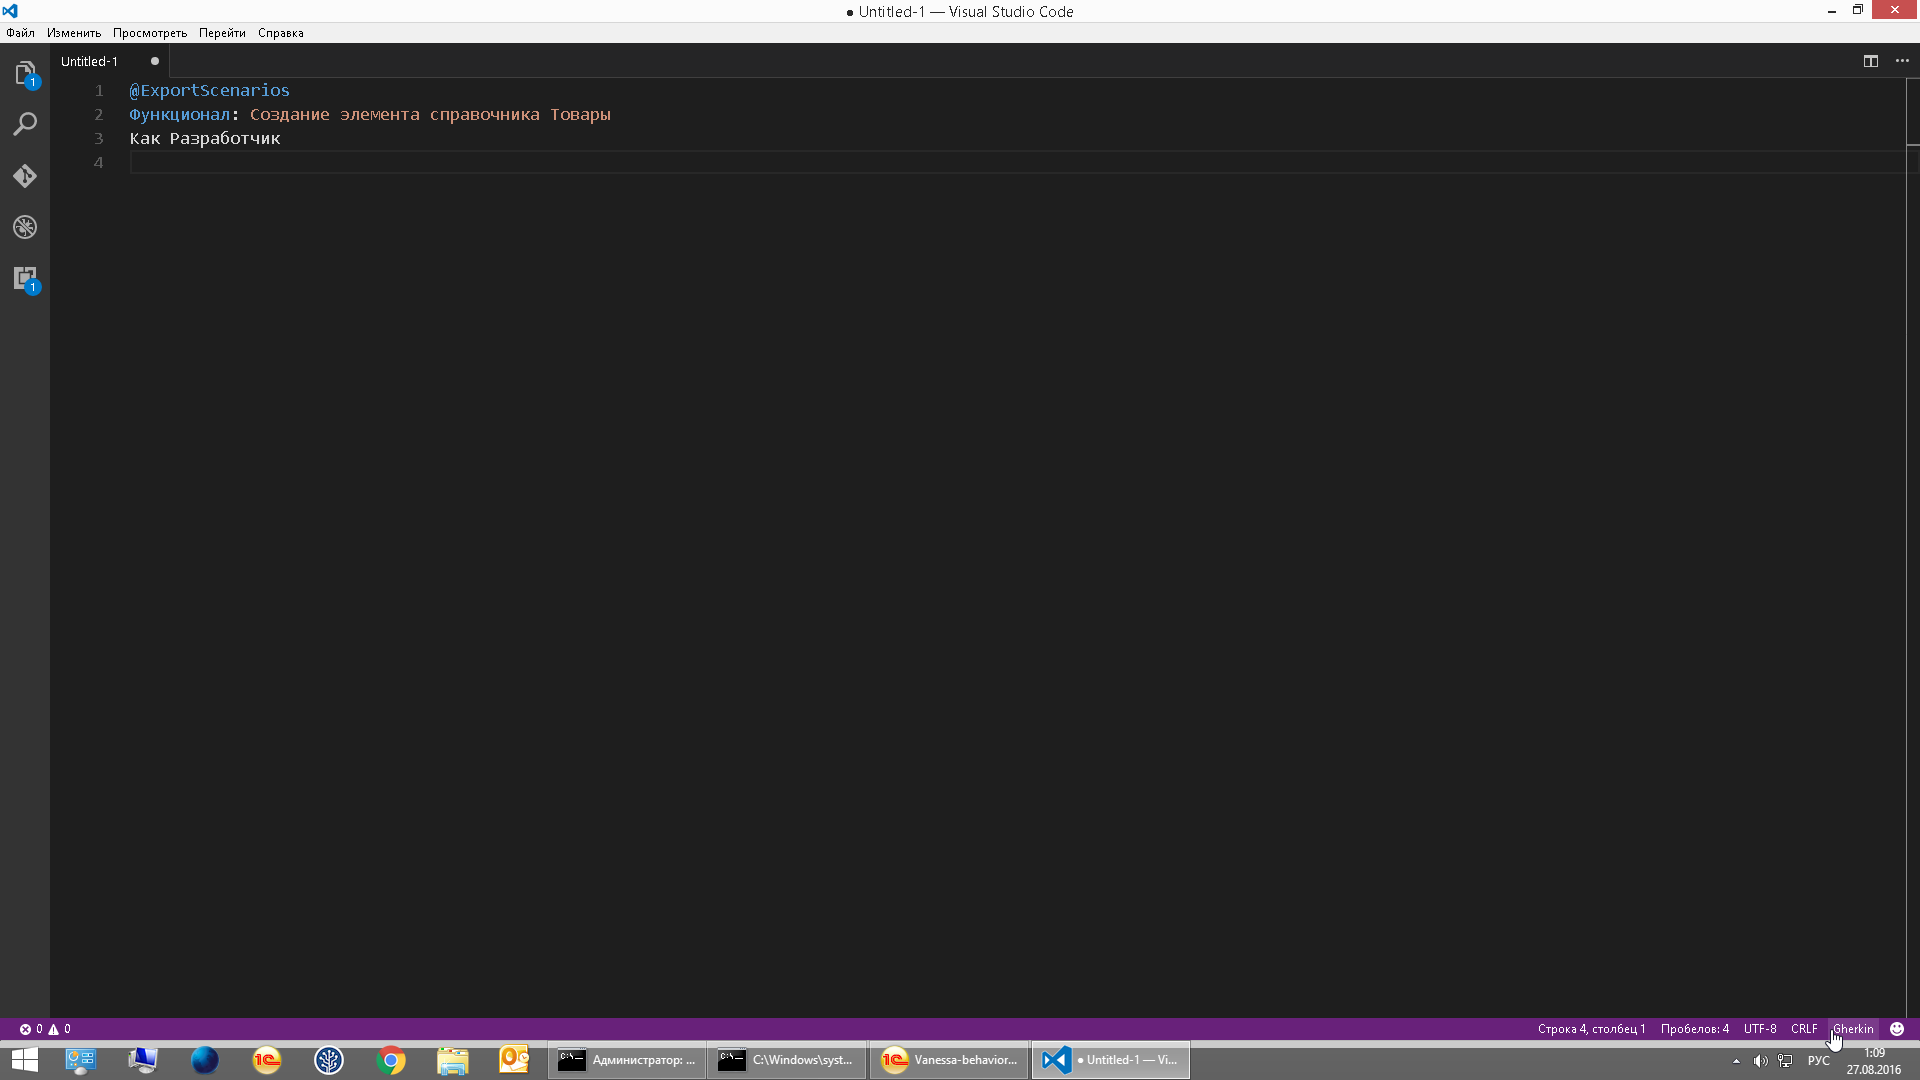 ● Untitled-1 — Visual Studio Code
Файл Изменить Просмотреть Перейти Справка
Untitled-1
1
1 @ExportScenarios
2 Функционал: Создание элемента справочника Товары
3 Как Разработчик
4
1
0 0
Строка 4, столбец 1 Пробелов: 4 UTF-8 CRLF Gherkin
Администратор: ...
C:\Windows\syst...
Vanessa-behavior...
● Untitled-1 — Vi...
РУС
1:09
27.08.2016